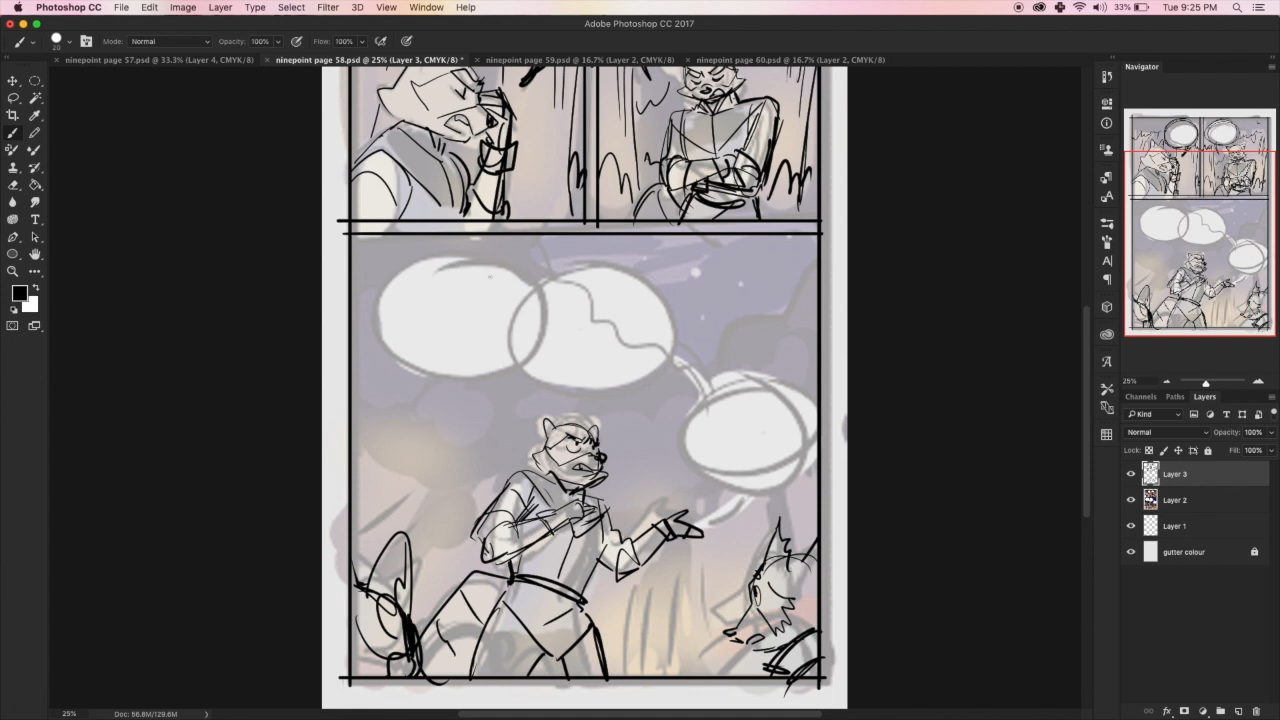 Photoshop CC File Edit Image Layer Type Select Filter 3D View Window Help 33% Tue 9:25 PM
Adobe Photoshop CC 2017
20 Mode: Normal Opacity: 100% Flow: 100%
ninepoint page 57.psd @ 33.3% (Layer 4, CMYK/8) ninepoint page 58.psd @ 25% (Layer 3, CMYK/8) * ninepoint page 59.psd @ 16.7% (Layer 2, CMYK/8) ninepoint page 60.psd @ 16.7% (Layer 2, CMYK/8)
Navigator
25%
Channels Paths Layers
Kind
Normal Opacity: 100%
Lock: Fill: 100%
Layer 3
Layer 2
Layer 1
gutter colour
25% Doc: 56.8M/129.6M